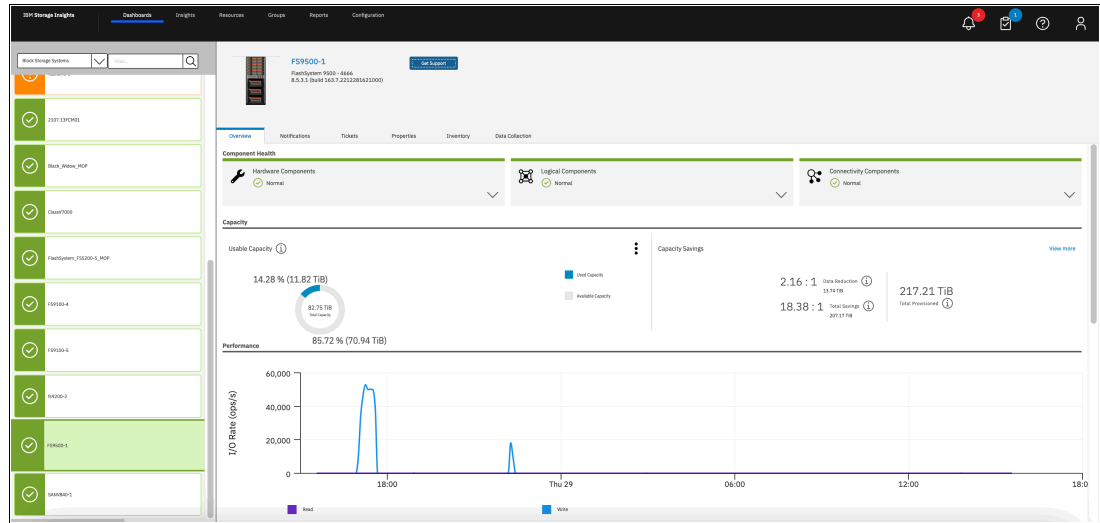 IBM Storage Insights Dashboards Insights Resources Groups Reports Configuration
3
1
Block Storage Systems
Filter...
2107.13FCM01
Black_Widow_MOP
ClassV7000
FlashSystem_FS5200-5_MOP
FS9100-4
FS9100-5
fs9200-2
FS9500-1
SANV840-1
FS9500-1
Get Support
FlashSystem 9500 - 4666
8.5.3.1 (build 163.7.2212281621000)
Overview Notifications Tickets Properties Inventory Data Collection
Component Health
Hardware Components
Normal
Logical Components
Normal
Connectivity Components
Normal
Capacity
Usable Capacity
14.28 % (11.82 TiB)
82.75 TiB
Total Capacity
85.72 % (70.94 TiB)
Used Capacity
Available Capacity
Capacity Savings
View more
2.16 : 1 Data Reduction
13.74 TiB
18.38 : 1 Total Savings
207.17 TiB
217.21 TiB
Total Provisioned
Performance
I/O Rate (ops/s)
60,000
40,000
20,000
0
18:00 Thu 29 06:00 12:00 18:0
Read Write